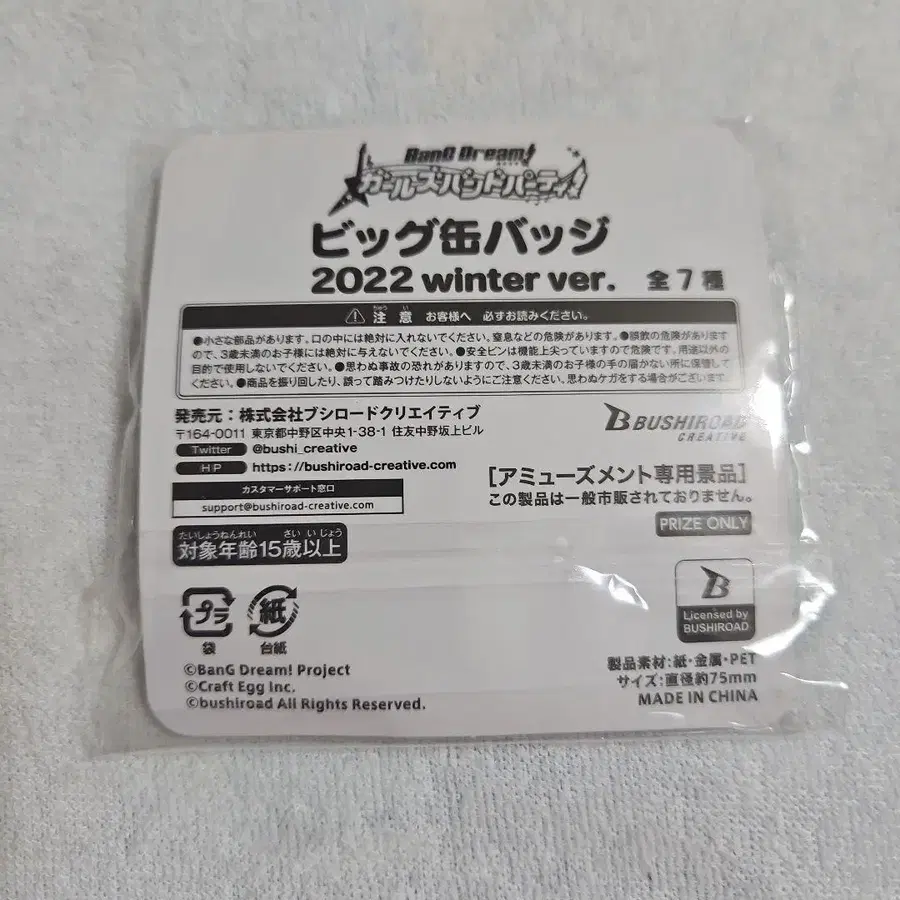 BanG Dream!
ガールズバンドパーティ!
ビッグ缶バッジ
2022 winter ver. 全7種
注意 お客様へ 必ずお読みください。
●小さな部品があります。口の中には絶対に入れないでください。窒息などの危険があります。●誤飲の危険があります
ので、3歳未満のお子様には絶対に与えないでください。●安全ピンは機能上尖っていますので危険です。用途以外の
目的で使用しないでください。●思わぬ事故の恐れがありますので、3歳未満のお子様の手の届かない所に保管して
ください。●商品を振り回したり、誤って踏みつけたりしないようにご注意ください。思わぬケガをする場合がございます。
発売元:株式会社ブシロードクリエイティブ
〒164-0011 東京都中野区中央1-38-1 住友中野坂上ビル
Twitter @bushi_creative
HP https://bushiroad-creative.com
カスタマーサポート窓口
support@bushiroad-creative.com
BUSHIROAD
CREATIVE
[アミューズメント専用景品]
この製品は一般市販されておりません。
PRIZE ONLY
たいしょうねんれい さいいじょう
対象年齢15歳以上
プラ 紙
袋 台紙
Licensed by
BUSHIROAD
©BanG Dream! Project
©Craft Egg Inc.
©bushiroad All Rights Reserved.
製品素材:紙・金属・PET
サイズ:直径約75mm
MADE IN CHINA